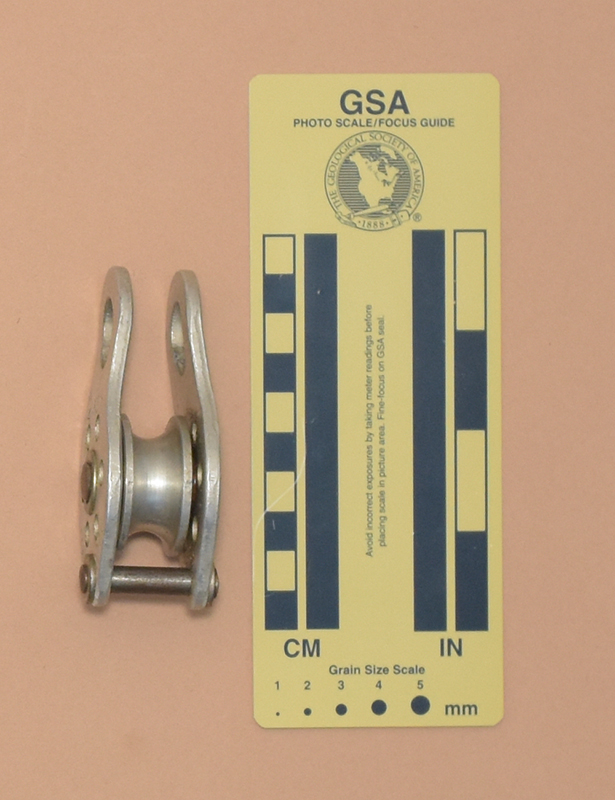 GSA
PHOTO SCALE/FOCUS GUIDE
THE GEOLOGICAL SOCIETY OF AMERICA
1888
®
Avoid incorrect exposures by taking meter readings before
placing scale in picture area. Fine-focus on GSA seal.
CM
IN
Grain Size Scale
1 2 3 4 5
mm